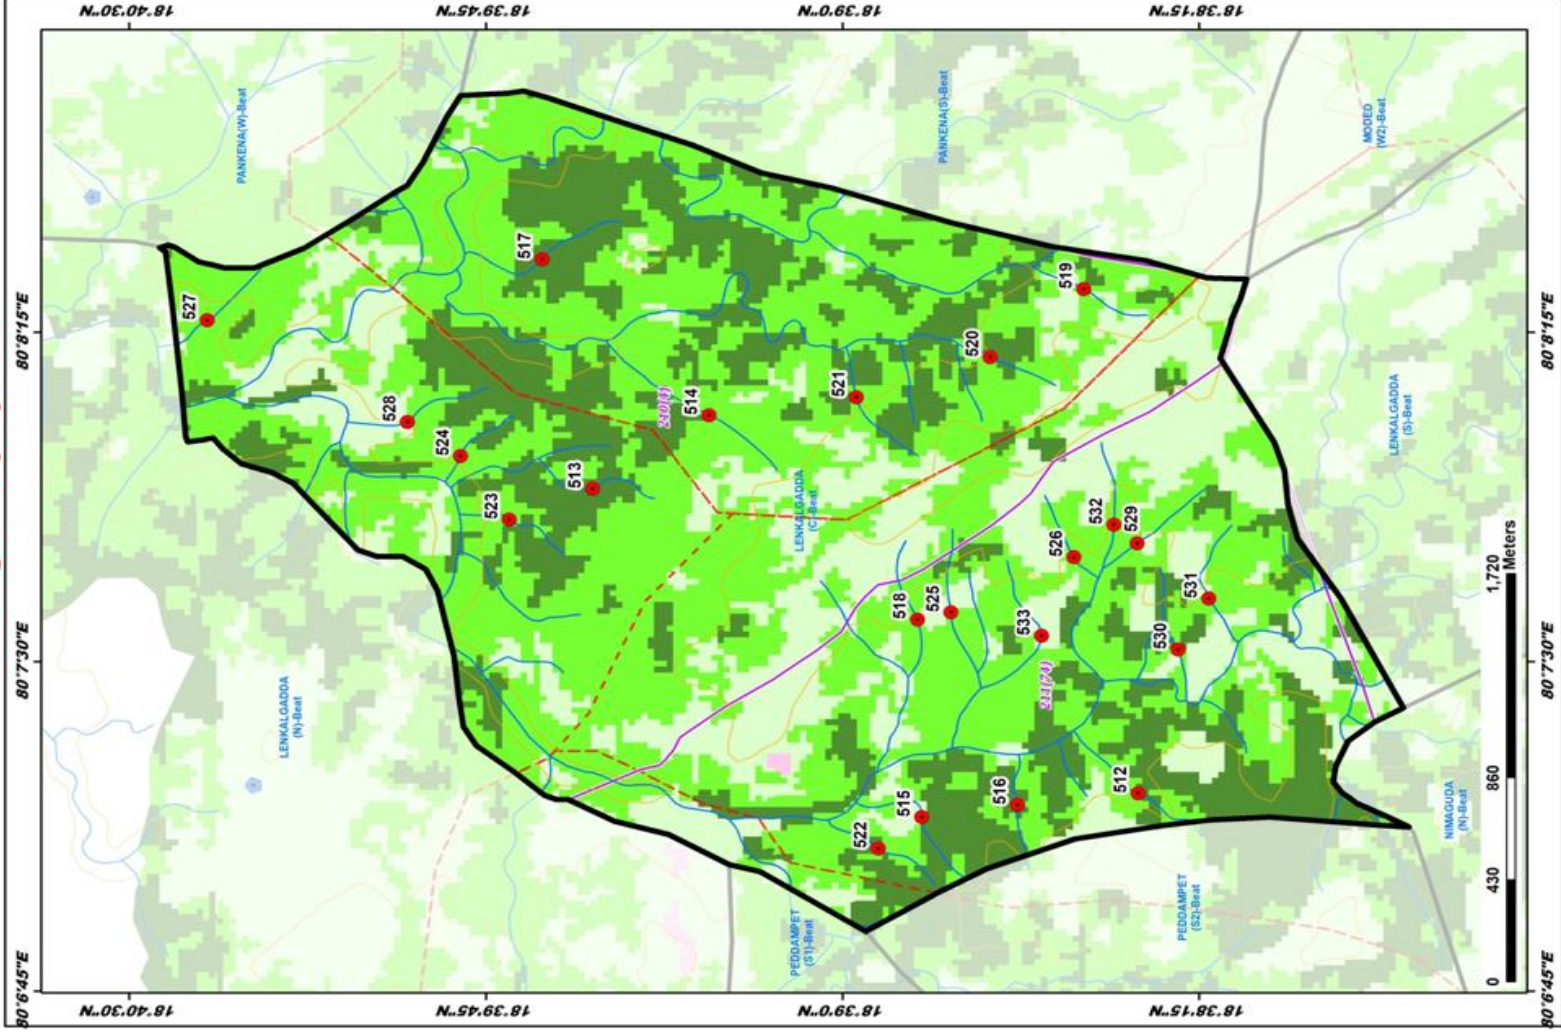 18°40'30"N
18°39'45"N
18°39'0"N
18°38'15"N
PANKENA(W)-Beat
PANKENA(S)-Beat
MODED
(W2)-Beat
517
527
519
80°8'15"E
80°8'15"E
520
521
528
514
210(4)
524
LENKALGADDA
(S)-Beat
513
523
LENKALGADDA
(C)-Beat
532
529
526
531
518
525
533
530
80°7'30"E
80°7'30"E
211(74)
LENKALGADDA
(N)-Beat
516
512
515
522
NIMAGUDA
(N)-Beat
PEDDAMPET
(S1)-Beat
PEDDAMPET
(S2)-Beat
0
430
860
1,720
Meters
80°6'45"E
80°6'45"E
18°40'30"N
18°39'45"N
18°39'0"N
18°38'15"N